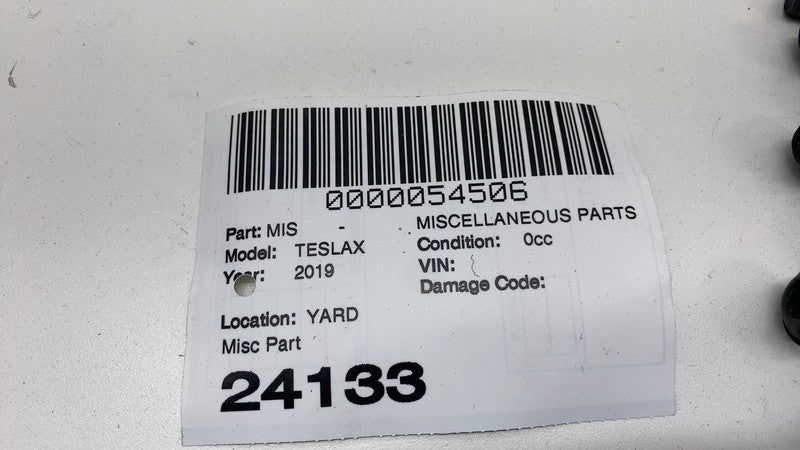 0000054506
Part: MIS - MISCELLANEOUS PARTS
Model: TESLAX Condition: 0cc
Year: 2019 VIN:
Damage Code:
Location: YARD
Misc Part
24133